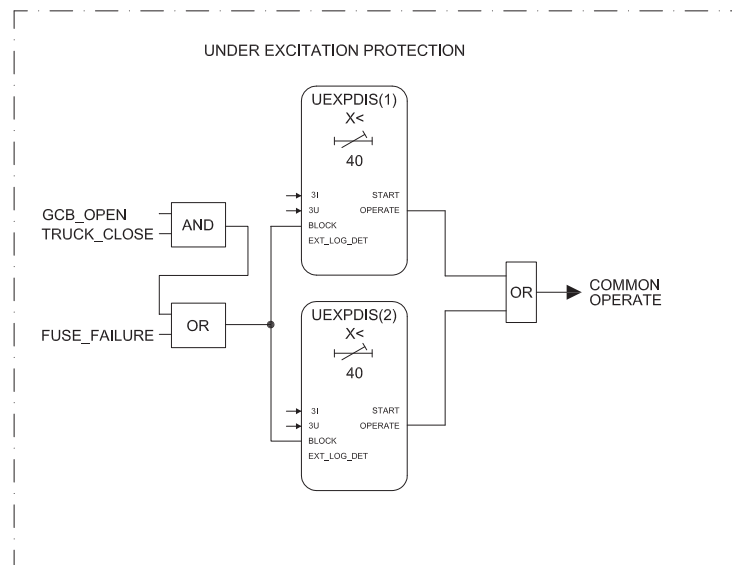 UNDER EXCITATION PROTECTION
UEXPDIS(1)
X<
40
3I START
3U OPERATE
BLOCK
EXT_LOG_DET
GCB_OPEN
TRUCK_CLOSE
AND
FUSE_FAILURE
OR
UEXPDIS(2)
X<
40
3I START
3U OPERATE
BLOCK
EXT_LOG_DET
OR
COMMON
OPERATE